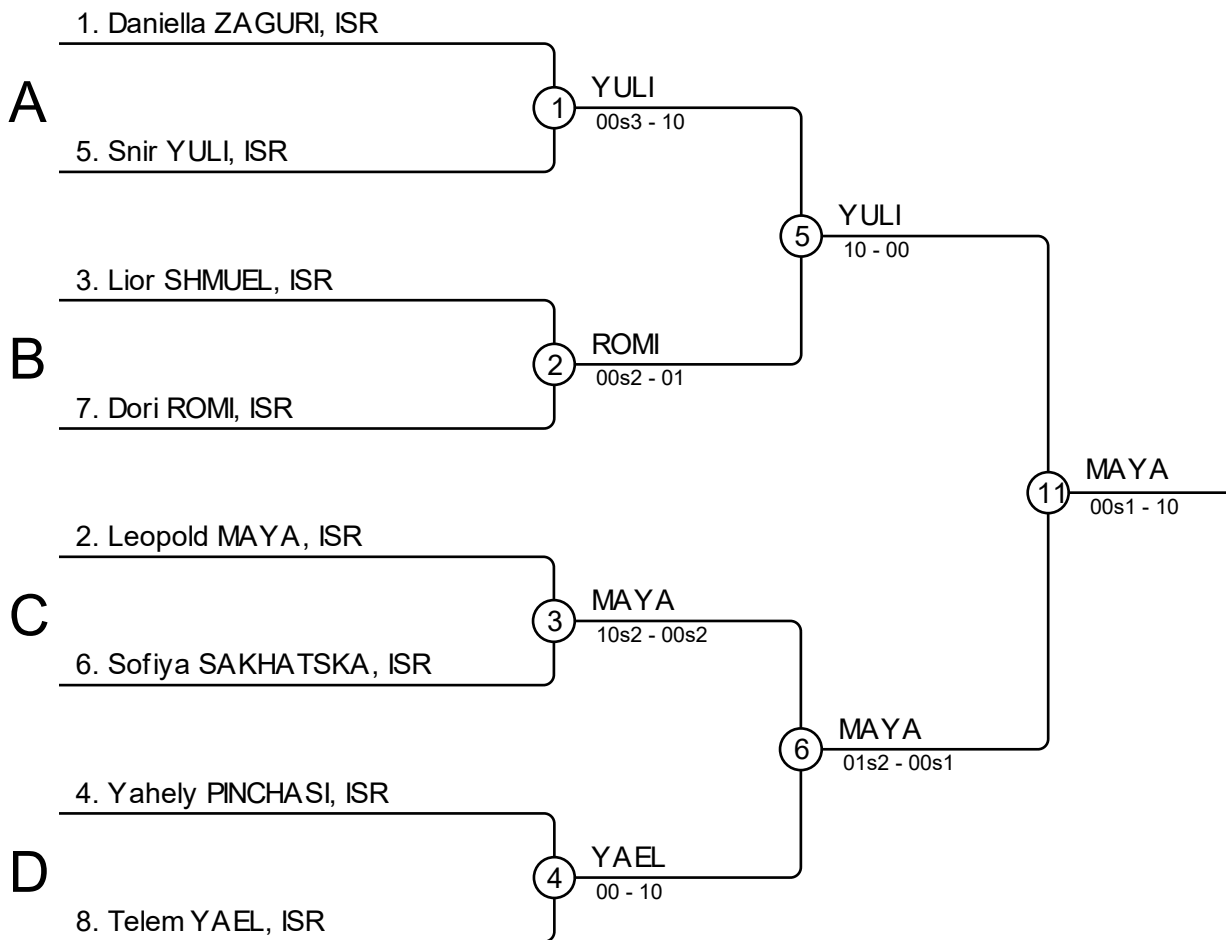 1. Daniella ZAGURI, ISR
A
1
YULI
00s3 - 10
5. Snir YULI, ISR
5
YULI
10 - 00
3. Lior SHMUEL, ISR
B
2
ROMI
00s2 - 01
7. Dori ROMI, ISR
11
MAYA
00s1 - 10
2. Leopold MAYA, ISR
C
3
MAYA
10s2 - 00s2
6. Sofiya SAKHATSKA, ISR
6
MAYA
01s2 - 00s1
4. Yahely PINCHASI, ISR
D
4
YAEL
00 - 10
8. Telem YAEL, ISR